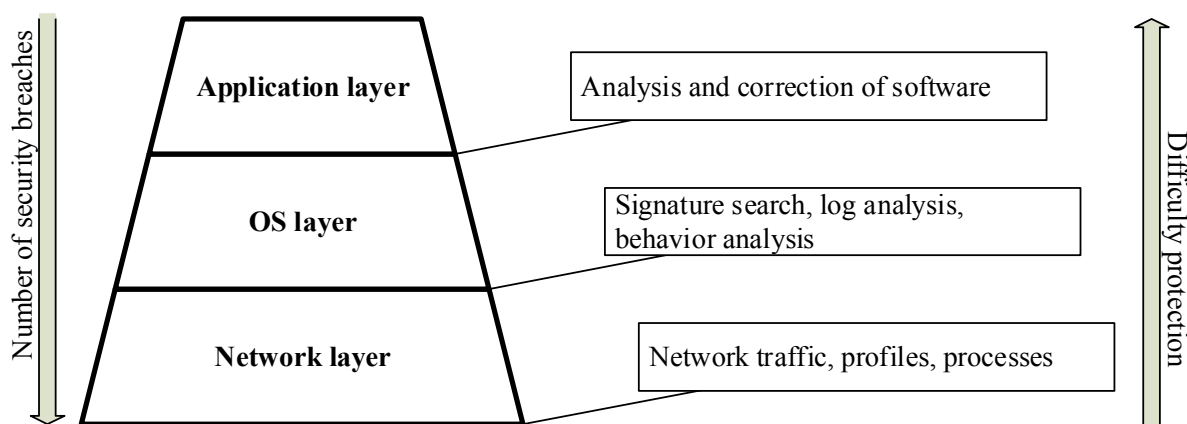 Number of security breaches
Application layer
Analysis and correction of software
OS layer
Signature search, log analysis,
behavior analysis
Network layer
Network traffic, profiles, processes
Difficulty protection